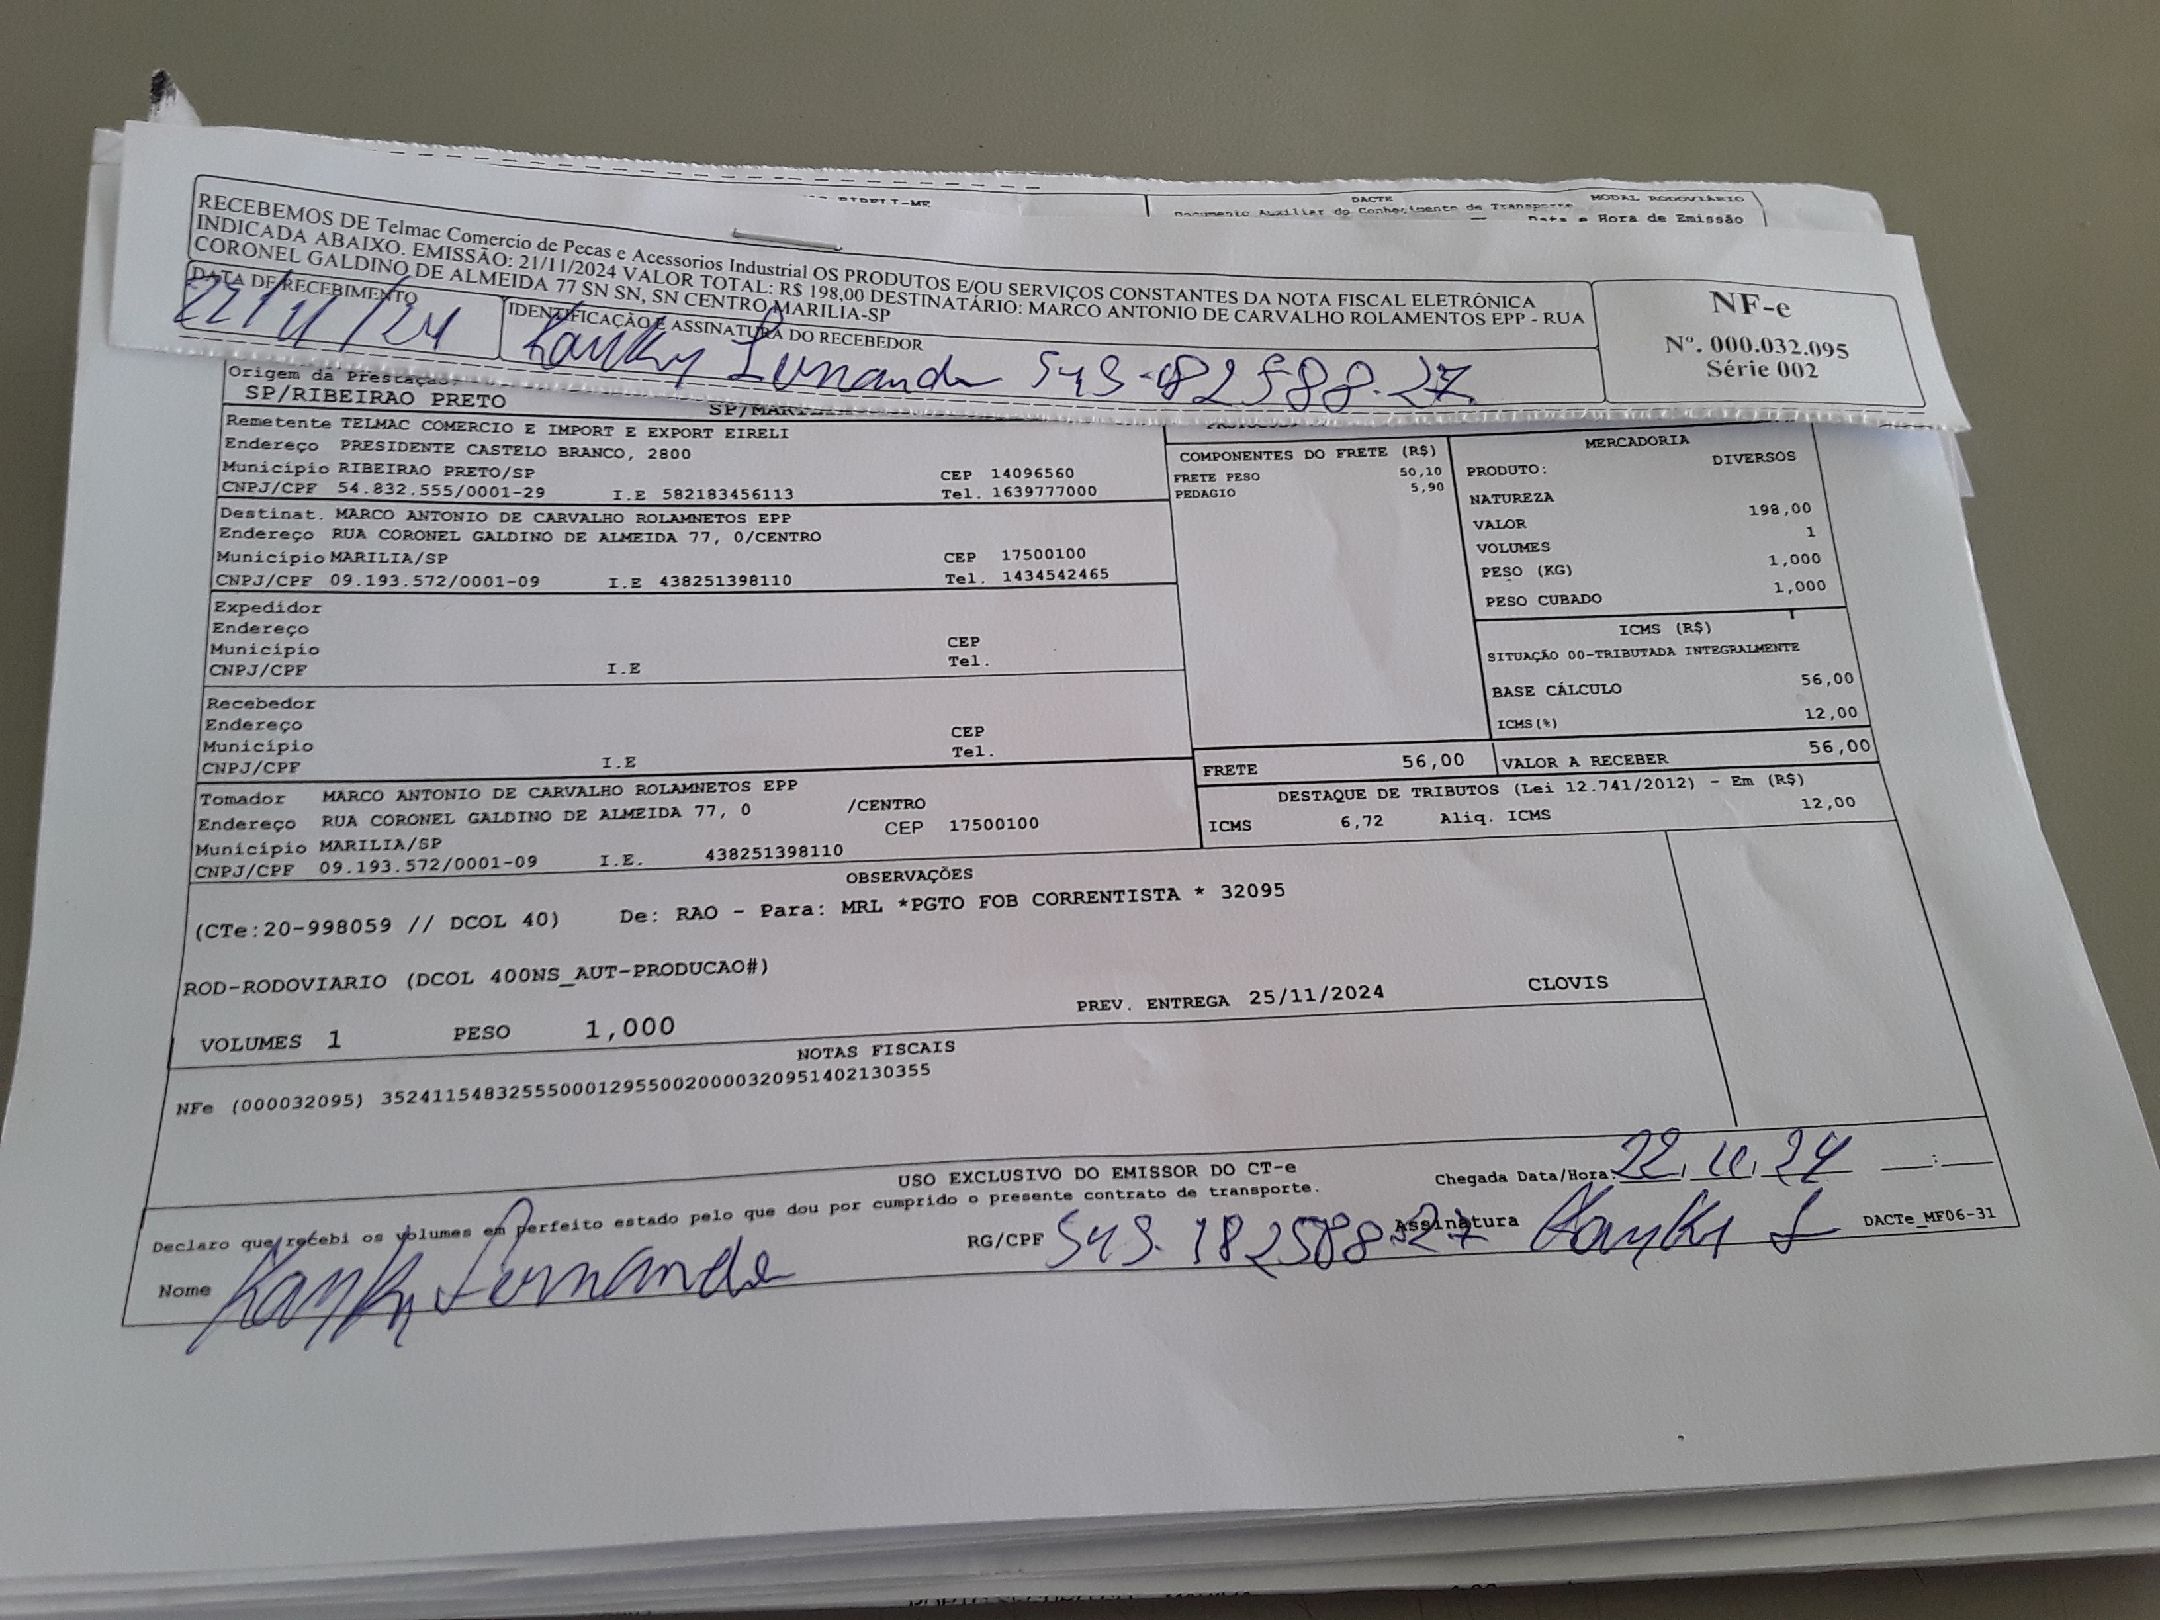 DACTE MODAL RODOVIÁRIO
Documento Auxiliar do Conhecimento de Transporte
Data e Hora de Emissão
RECEBEMOS DE Telmac Comercio de Pecas e Acessorios Industrial OS PRODUTOS E/OU SERVIÇOS CONSTANTES DA NOTA FISCAL ELETRÔNICA
INDICADA ABAIXO. EMISSÃO: 21/11/2024 VALOR TOTAL: R$ 198,00 DESTINATÁRIO: MARCO ANTONIO DE CARVALHO ROLAMENTOS EPP - RUA
CORONEL GALDINO DE ALMEIDA 77 SN SN, SN CENTRO MARILIA-SP
DATA DE RECEBIMENTO
22/11/24
IDENTIFICAÇÃO E ASSINATURA DO RECEBEDOR
NF-e
Nº. 000.032.095
Série 002
Origem da Prestação
SP/RIBEIRAO PRETO
Remetente TELMAC COMERCIO E IMPORT E EXPORT EIRELI
Endereço PRESIDENTE CASTELO BRANCO, 2800
Município RIBEIRAO PRETO/SP CEP 14096560
CNPJ/CPF 54.832.555/0001-29 I.E 582183456113 Tel. 1639777000
Destinat. MARCO ANTONIO DE CARVALHO ROLAMNETOS EPP
Endereço RUA CORONEL GALDINO DE ALMEIDA 77, 0/CENTRO
Município MARILIA/SP CEP 17500100
CNPJ/CPF 09.193.572/0001-09 I.E 438251398110 Tel. 1434542465
Expedidor
Endereço
Município CEP
CNPJ/CPF I.E Tel.
Recebedor
Endereço
Município CEP
CNPJ/CPF I.E Tel.
Tomador MARCO ANTONIO DE CARVALHO ROLAMNETOS EPP
Endereço RUA CORONEL GALDINO DE ALMEIDA 77, 0 /CENTRO
Município MARILIA/SP CEP 17500100
CNPJ/CPF 09.193.572/0001-09 I.E. 438251398110
COMPONENTES DO FRETE (R$)
FRETE PESO 50,10
PEDAGIO 5,90
MERCADORIA
PRODUTO: DIVERSOS
NATUREZA
VALOR 198,00
VOLUMES 1
PESO (KG) 1,000
PESO CUBADO 1,000
ICMS (R$)
SITUAÇÃO 00-TRIBUTADA INTEGRALMENTE
BASE CÁLCULO 56,00
ICMS(%) 12,00
FRETE 56,00 VALOR A RECEBER 56,00
DESTAQUE DE TRIBUTOS (Lei 12.741/2012) - Em (R$)
ICMS 6,72 Aliq. ICMS 12,00
OBSERVAÇÕES
(CTe:20-998059 // DCOL 40) De: RAO - Para: MRL *PGTO FOB CORRENTISTA * 32095
ROD-RODOVIARIO (DCOL 400NS_AUT-PRODUCAO#)
VOLUMES 1 PESO 1,000 PREV. ENTREGA 25/11/2024 CLOVIS
NOTAS FISCAIS
NFe (000032095) 35241154832555000129550020000320951402130355
USO EXCLUSIVO DO EMISSOR DO CT-e
Declaro que recebi os volumes em perfeito estado pelo que dou por cumprido o presente contrato de transporte.
Chegada Data/Hora: 22.11.24 __:__
Nome RG/CPF Assinatura DACTe_MF06-31